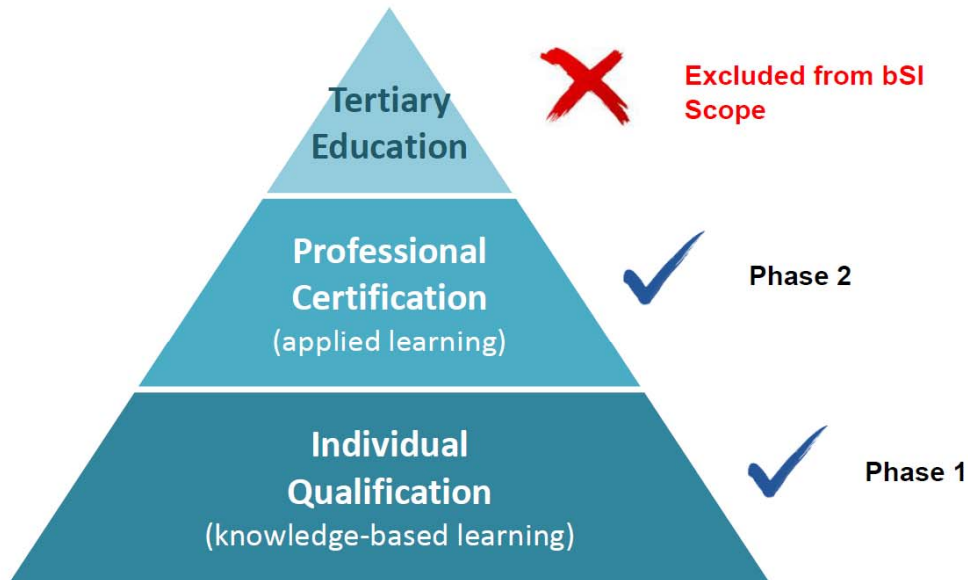 Tertiary
Education
Excluded from bSI
Scope
Professional
Certification
(applied learning)
Phase 2
Individual
Qualification
(knowledge-based learning)
Phase 1